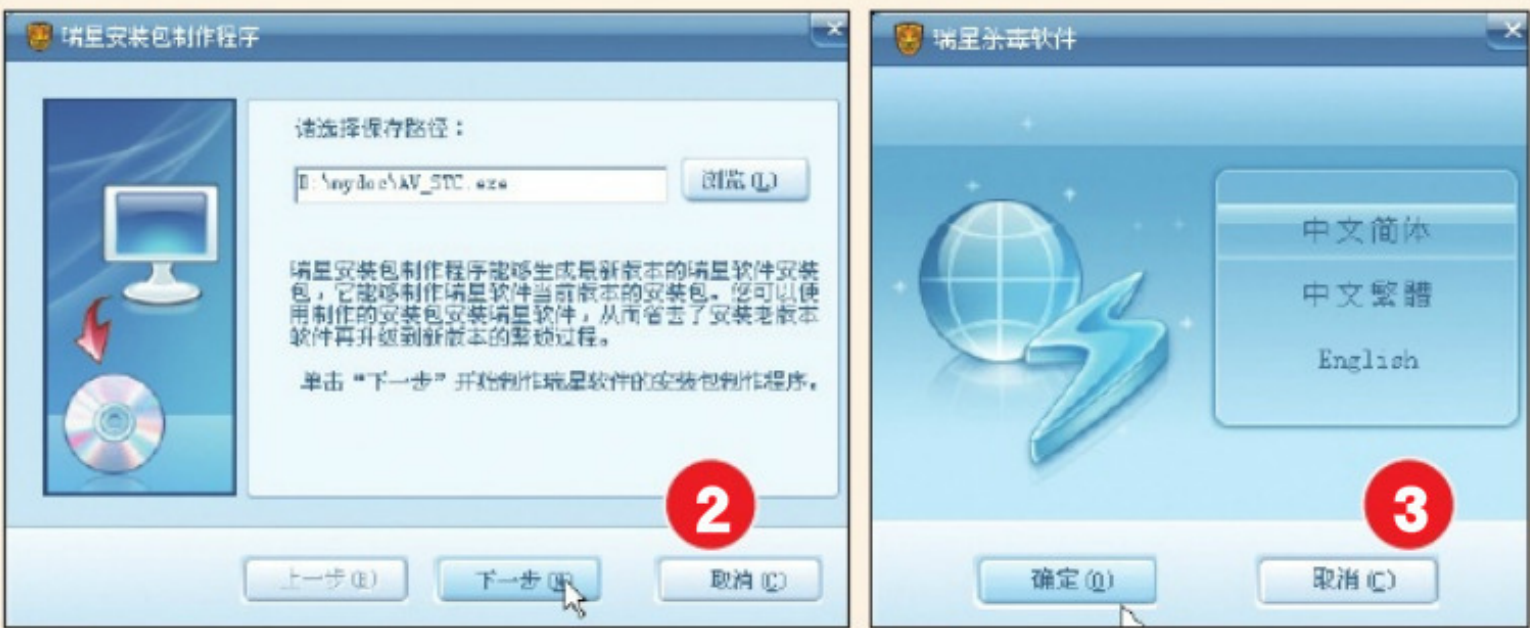 瑞星安装包制作程序
请选择保存路径：
D:\mydoc\AV_STC.exe
浏览(L)
瑞星安装包制作程序能够生成最新版本的瑞星软件安装
包，它能够制作瑞星软件当前版本的安装包。您可以使
用制作的安装包安装瑞星软件，从而省去了安装老版本
软件再升级到新版本的繁琐过程。
单击“下一步”开始制作瑞星软件的安装包制作程序。
2
上一步(B)
下一步(N)
取消(C)
瑞星杀毒软件
中文简体
中文繁體
English
3
确定(O)
取消(C)